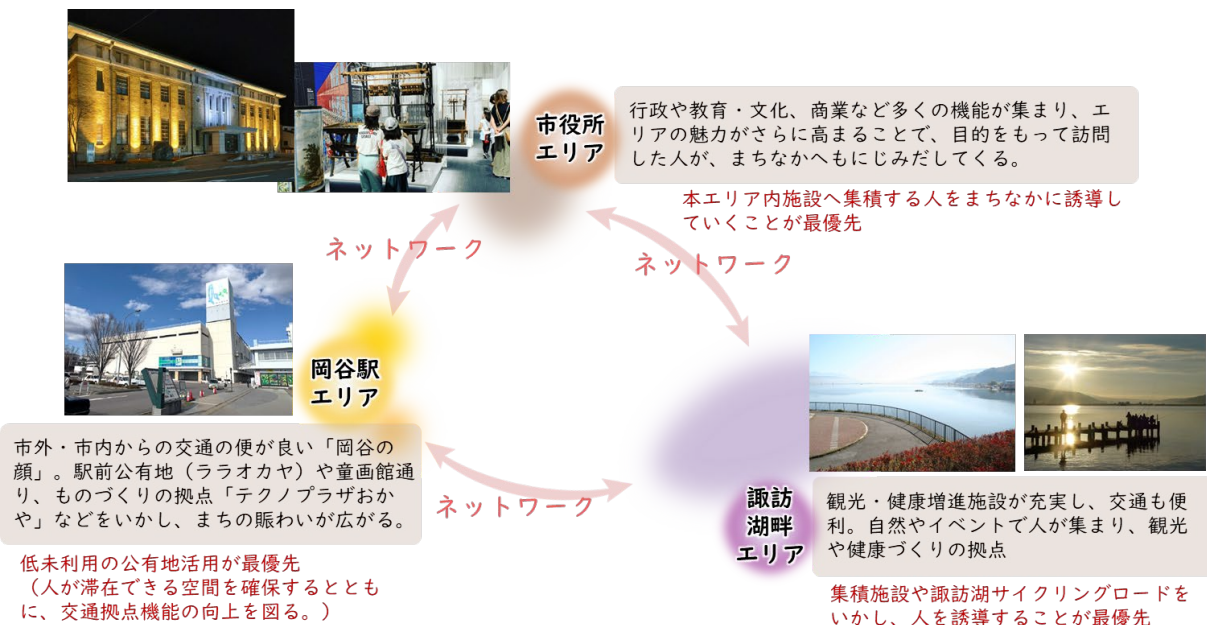 市役所
エリア
行政や教育・文化、商業など多くの機能が集まり、エ
リアの魅力がさらに高まることで、目的をもって訪問
した人が、まちなかへもにじみだしてくる。
本エリア内施設へ集積する人をまちなかに誘導し
ていくことが最優先
ネットワーク
ネットワーク
岡谷駅
エリア
市外・市内からの交通の便が良い「岡谷の
顔」。駅前公有地（ララオカヤ）や童画館通
り、ものづくりの拠点「テクノプラザおか
や」などをいかし、まちの賑わいが広がる。
低未利用の公有地活用が最優先
（人が滞在できる空間を確保するととも
に、交通拠点機能の向上を図る。）
ネットワーク
諏訪
湖畔
エリア
観光・健康増進施設が充実し、交通も便
利。自然やイベントで人が集まり、観光
や健康づくりの拠点
集積施設や諏訪湖サイクリングロードを
いかし、人を誘導することが最優先